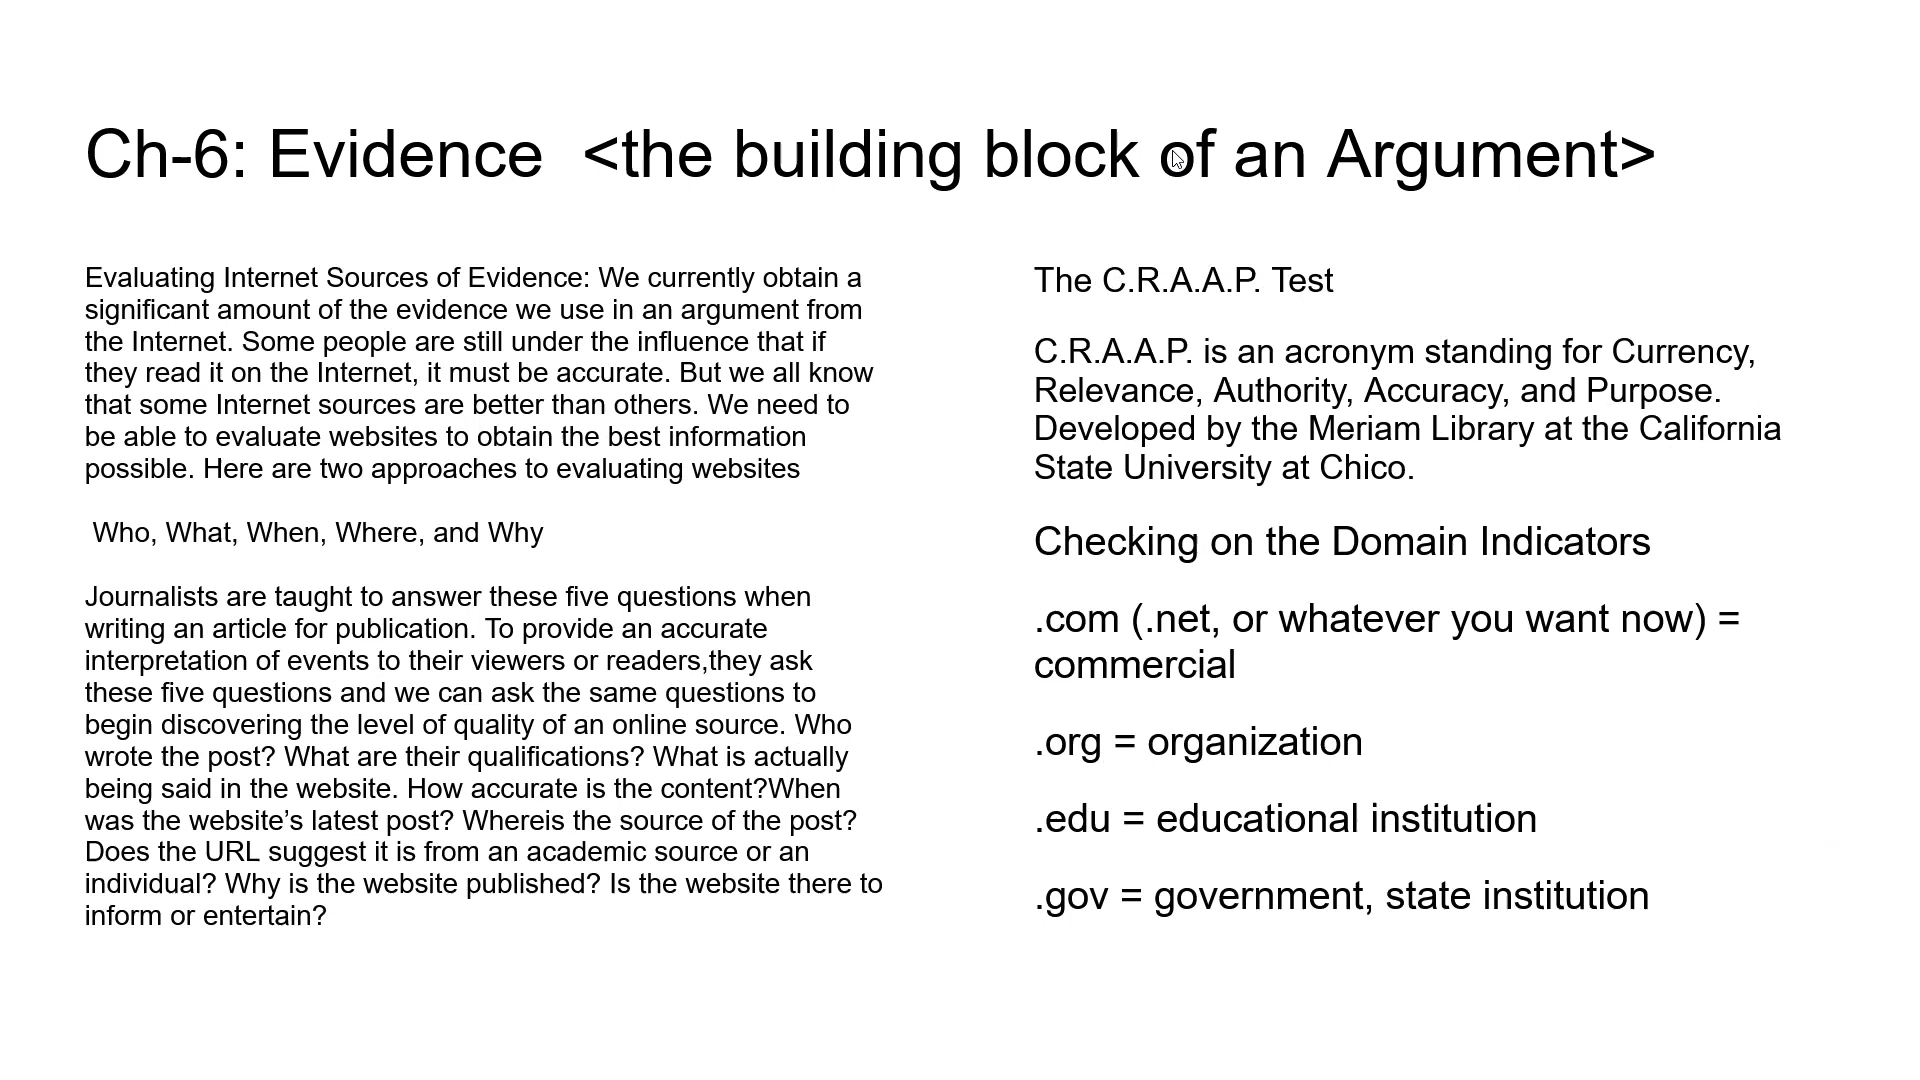 Ch-6: Evidence  <the building block of an Argument>
Evaluating Internet Sources of Evidence: We currently obtain a
significant amount of the evidence we use in an argument from
the Internet. Some people are still under the influence that if
they read it on the Internet, it must be accurate. But we all know
that some Internet sources are better than others. We need to
be able to evaluate websites to obtain the best information
possible. Here are two approaches to evaluating websites
Who, What, When, Where, and Why
Journalists are taught to answer these five questions when
writing an article for publication. To provide an accurate
interpretation of events to their viewers or readers,they ask
these five questions and we can ask the same questions to
begin discovering the level of quality of an online source. Who
wrote the post? What are their qualifications? What is actually
being said in the website. How accurate is the content?When
was the website’s latest post? Whereis the source of the post?
Does the URL suggest it is from an academic source or an
individual? Why is the website published? Is the website there to
inform or entertain?
The C.R.A.A.P. Test
C.R.A.A.P. is an acronym standing for Currency,
Relevance, Authority, Accuracy, and Purpose.
Developed by the Meriam Library at the California
State University at Chico.
Checking on the Domain Indicators
.com (.net, or whatever you want now) =
commercial
.org = organization
.edu = educational institution
.gov = government, state institution